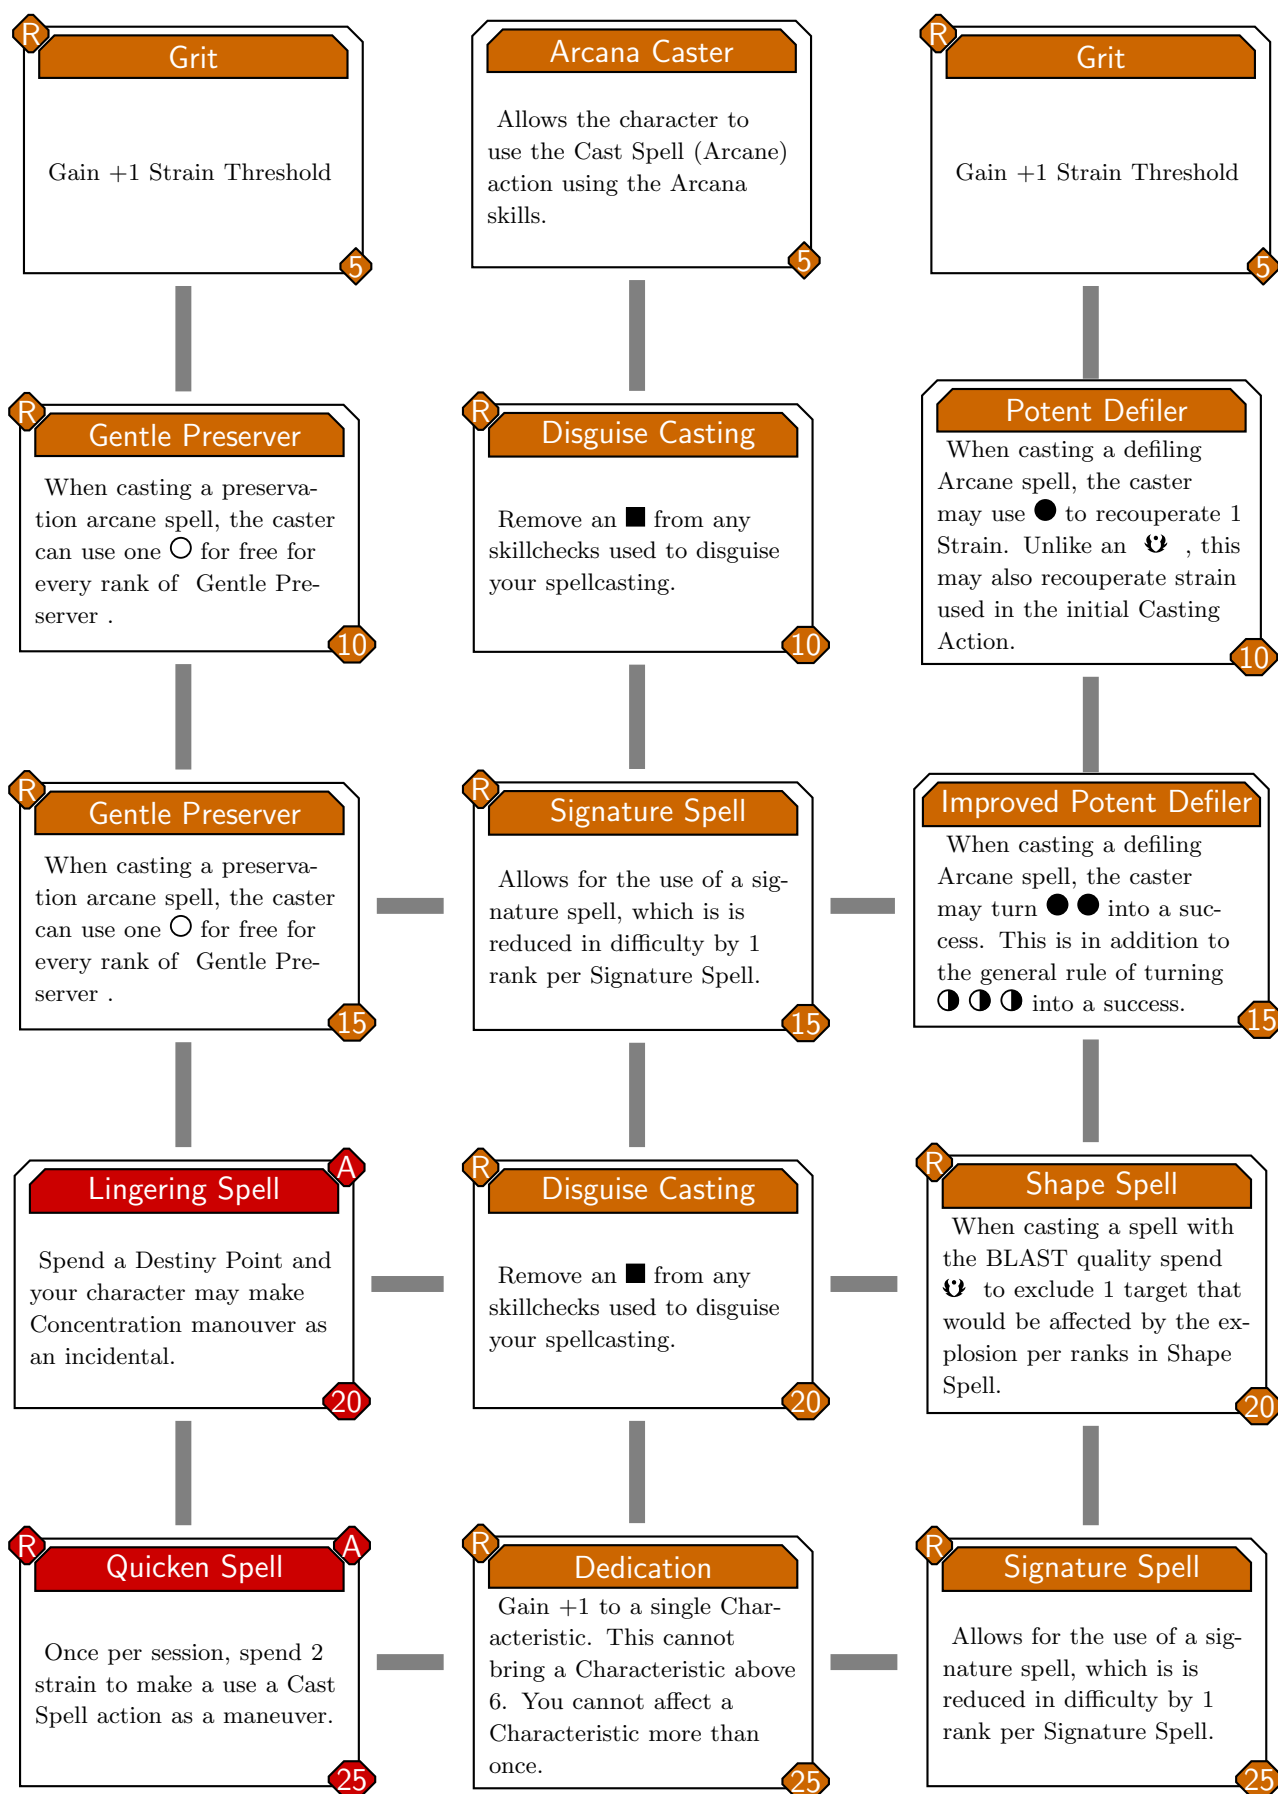 R
Grit
Gain +1 Strain Threshold
5
Arcana Caster
Allows the character to
use the Cast Spell (Arcane)
action using the Arcana
skills.
5
R
Grit
Gain +1 Strain Threshold
5
R
Gentle Preserver
When casting a preserva-
tion arcane spell, the caster
can use one ○ for free for
every rank of Gentle Pre-
server .
10
R
Disguise Casting
Remove an ■ from any
skillchecks used to disguise
your spellcasting.
10
Potent Defiler
When casting a defiling
Arcane spell, the caster
may use ● to recouperate 1
Strain. Unlike an , this
may also recouperate strain
used in the initial Casting
Action.
10
R
Gentle Preserver
When casting a preserva-
tion arcane spell, the caster
can use one ○ for free for
every rank of Gentle Pre-
server .
15
R
Signature Spell
Allows for the use of a sig-
nature spell, which is is
reduced in difficulty by 1
rank per Signature Spell.
15
Improved Potent Defiler
When casting a defiling
Arcane spell, the caster
may turn ● ● into a suc-
cess. This is in addition to
the general rule of turning
◑ ◑ ◑ into a success.
15
A
Lingering Spell
Spend a Destiny Point and
your character may make
Concentration manouver as
an incidental.
20
R
Disguise Casting
Remove an ■ from any
skillchecks used to disguise
your spellcasting.
20
R
Shape Spell
When casting a spell with
the BLAST quality spend
to exclude 1 target that
would be affected by the ex-
plosion per ranks in Shape
Spell.
20
R
A
Quicken Spell
Once per session, spend 2
strain to make a use a Cast
Spell action as a maneuver.
25
R
Dedication
Gain +1 to a single Char-
acteristic. This cannot
bring a Characteristic above
6. You cannot affect a
Characteristic more than
once.
25
R
Signature Spell
Allows for the use of a sig-
nature spell, which is is
reduced in difficulty by 1
rank per Signature Spell.
25